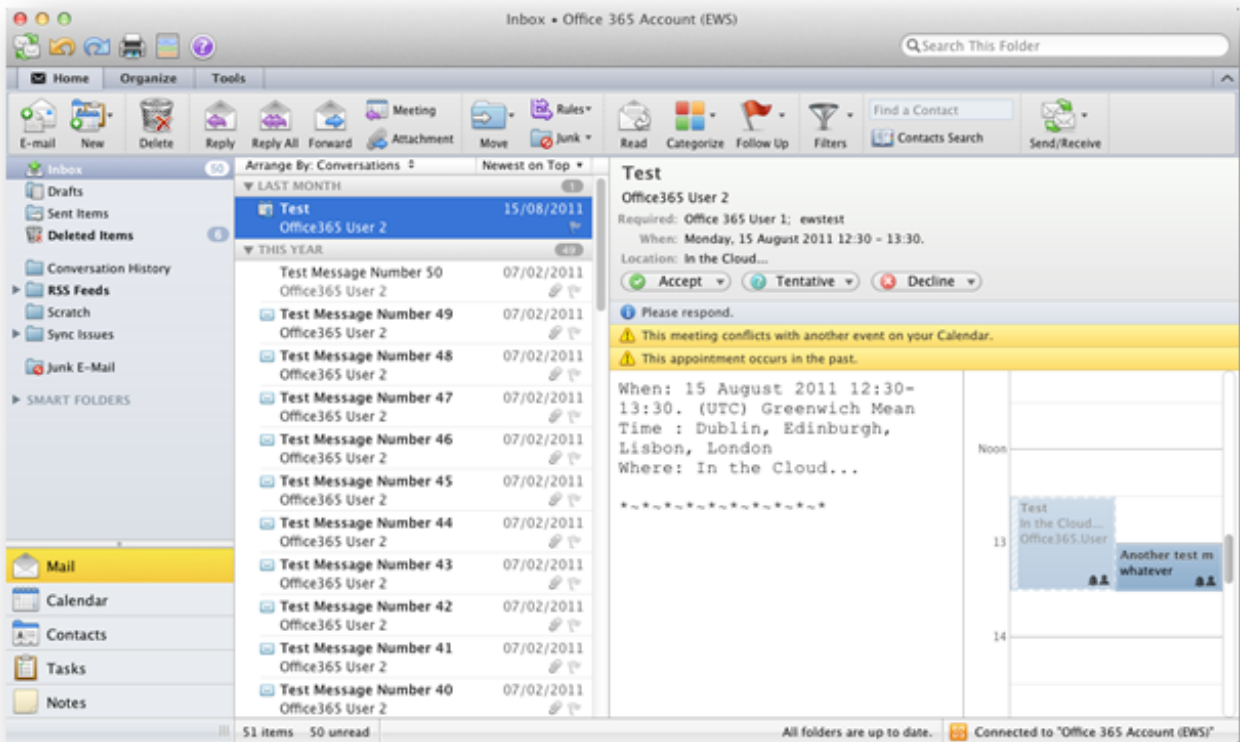 Inbox • Office 365 Account (EWS)
Search This Folder
Home Organize Tools
E-mail New Delete Reply Reply All Forward Meeting Attachment Move Rules Junk Read Categorize Follow Up Filters Find a Contact Contacts Search Send/Receive
Inbox 50
Drafts
Sent Items
Deleted Items 6
Conversation History
RSS Feeds
Scratch
Sync Issues
Junk E-Mail
SMART FOLDERS
Mail
Calendar
Contacts
Tasks
Notes
Arrange By: Conversations Newest on Top
LAST MONTH 1
Test 15/08/2011
Office365 User 2
THIS YEAR 49
Test Message Number 50 07/02/2011
Office365 User 2
Test Message Number 49 07/02/2011
Office365 User 2
Test Message Number 48 07/02/2011
Office365 User 2
Test Message Number 47 07/02/2011
Office365 User 2
Test Message Number 46 07/02/2011
Office365 User 2
Test Message Number 45 07/02/2011
Office365 User 2
Test Message Number 44 07/02/2011
Office365 User 2
Test Message Number 43 07/02/2011
Office365 User 2
Test Message Number 42 07/02/2011
Office365 User 2
Test Message Number 41 07/02/2011
Office365 User 2
Test Message Number 40 07/02/2011
Office365 User 2
Test
Office365 User 2
Required: Office 365 User 1; ewstest
When: Monday, 15 August 2011 12:30 - 13:30.
Location: In the Cloud...
Accept Tentative Decline
Please respond.
This meeting conflicts with another event on your Calendar.
This appointment occurs in the past.
When: 15 August 2011 12:30-
13:30. (UTC) Greenwich Mean
Time : Dublin, Edinburgh,
Lisbon, London
Where: In the Cloud...
*~*~*~*~*~*~*~*~*~*
Noon
Test
In the Cloud...
Office365.User
13
Another test m
whatever
14
51 items 50 unread
All folders are up to date.
Connected to "Office 365 Account (EWS)"